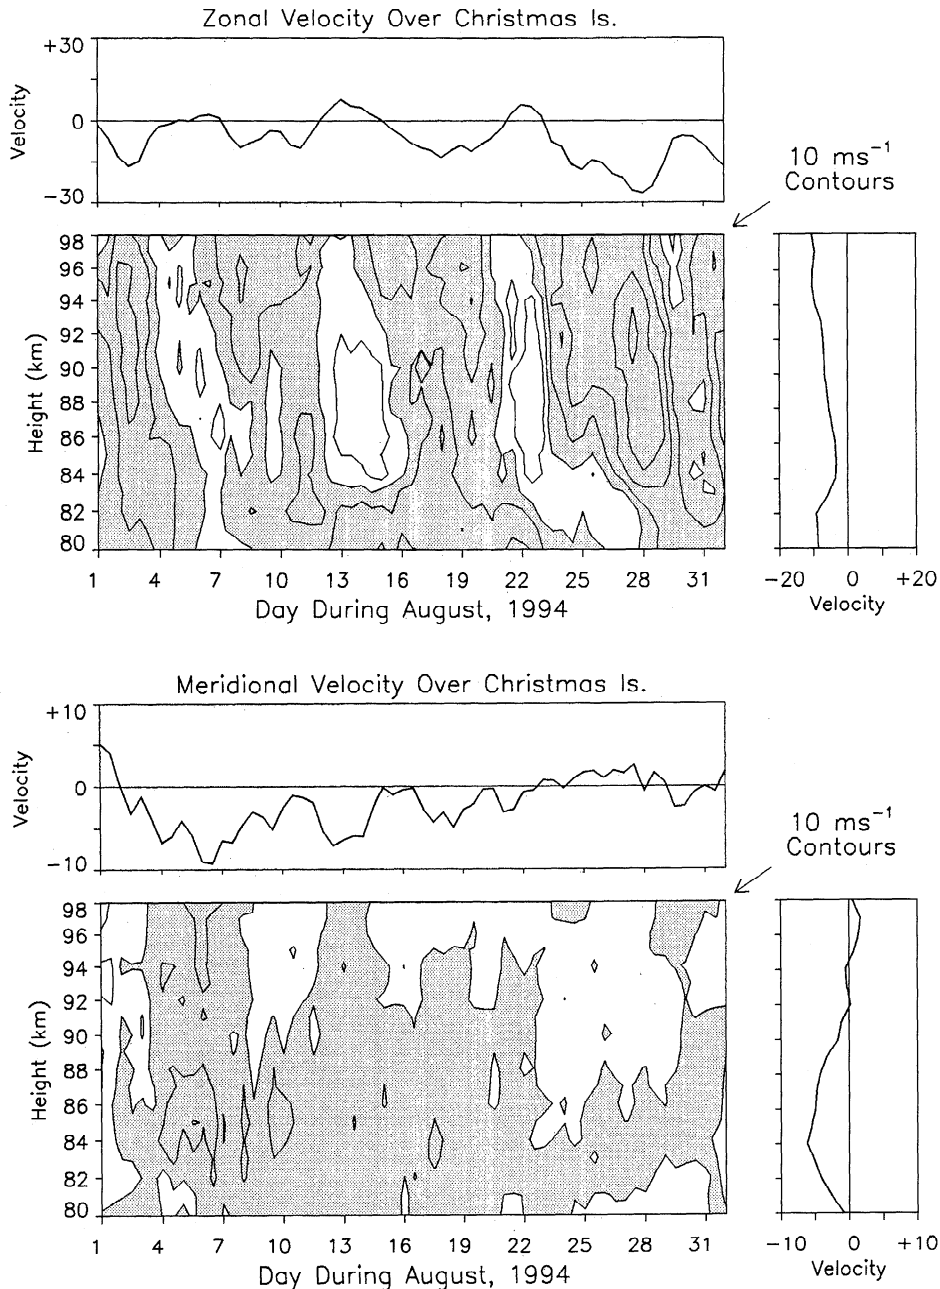 Zonal Velocity Over Christmas Is.
+30
0
−30
Velocity
10 ms⁻¹
Contours
98
96
94
92
90
88
86
84
82
80
Height (km)
1 4 7 10 13 16 19 22 25 28 31
Day During August, 1994
−20 0 +20
Velocity
Meridional Velocity Over Christmas Is.
+10
0
−10
Velocity
10 ms⁻¹
Contours
98
96
94
92
90
88
86
84
82
80
Height (km)
1 4 7 10 13 16 19 22 25 28 31
Day During August, 1994
−10 0 +10
Velocity